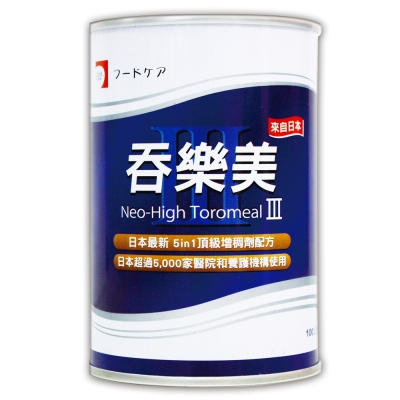 フードケア
來自日本
吞樂美
Neo-High Toromeal III
日本最新 5in1頂級增稠劑配方
日本超過5,000家醫院和養護機構使用